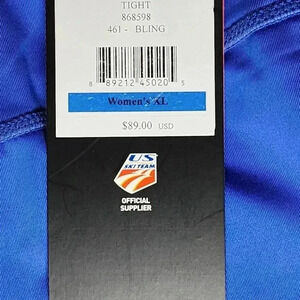 TIGHT
868598
461 - BLING
8 89212 45020 5
Women's XL
$89.00 USD
US
SKI TEAM
OFFICIAL
SUPPLIER